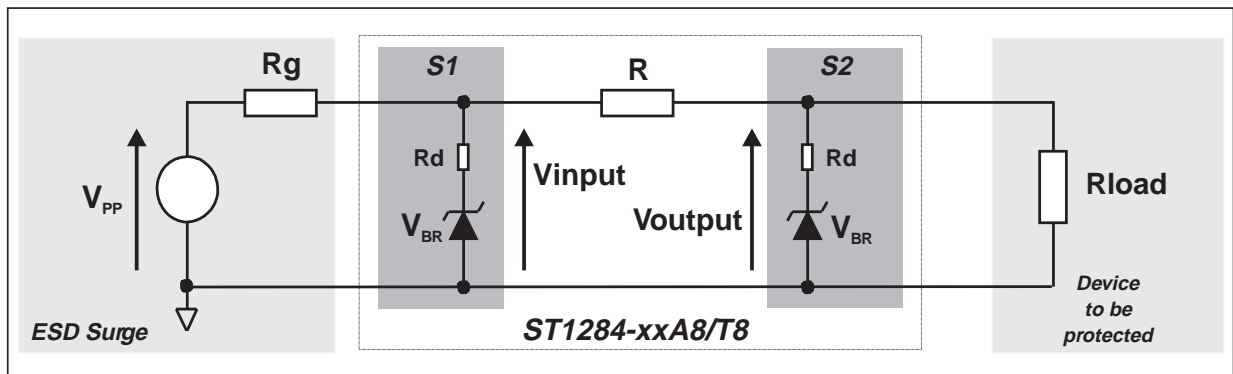 Rg
S1
R
S2
Rd
Rd
Vinput
Rload
VPP
VBR
Voutput
VBR
ESD Surge
ST1284-xxA8/T8
Device
to be
protected